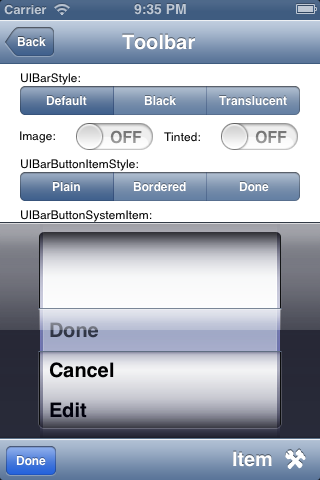 Carrier 9:35 PM
Back Toolbar
UIBarStyle:
Default Black Translucent
Image: OFF Tinted: OFF
UIBarButtonItemStyle:
Plain Bordered Done
UIBarButtonSystemItem:
Done
Cancel
Edit
Done Item